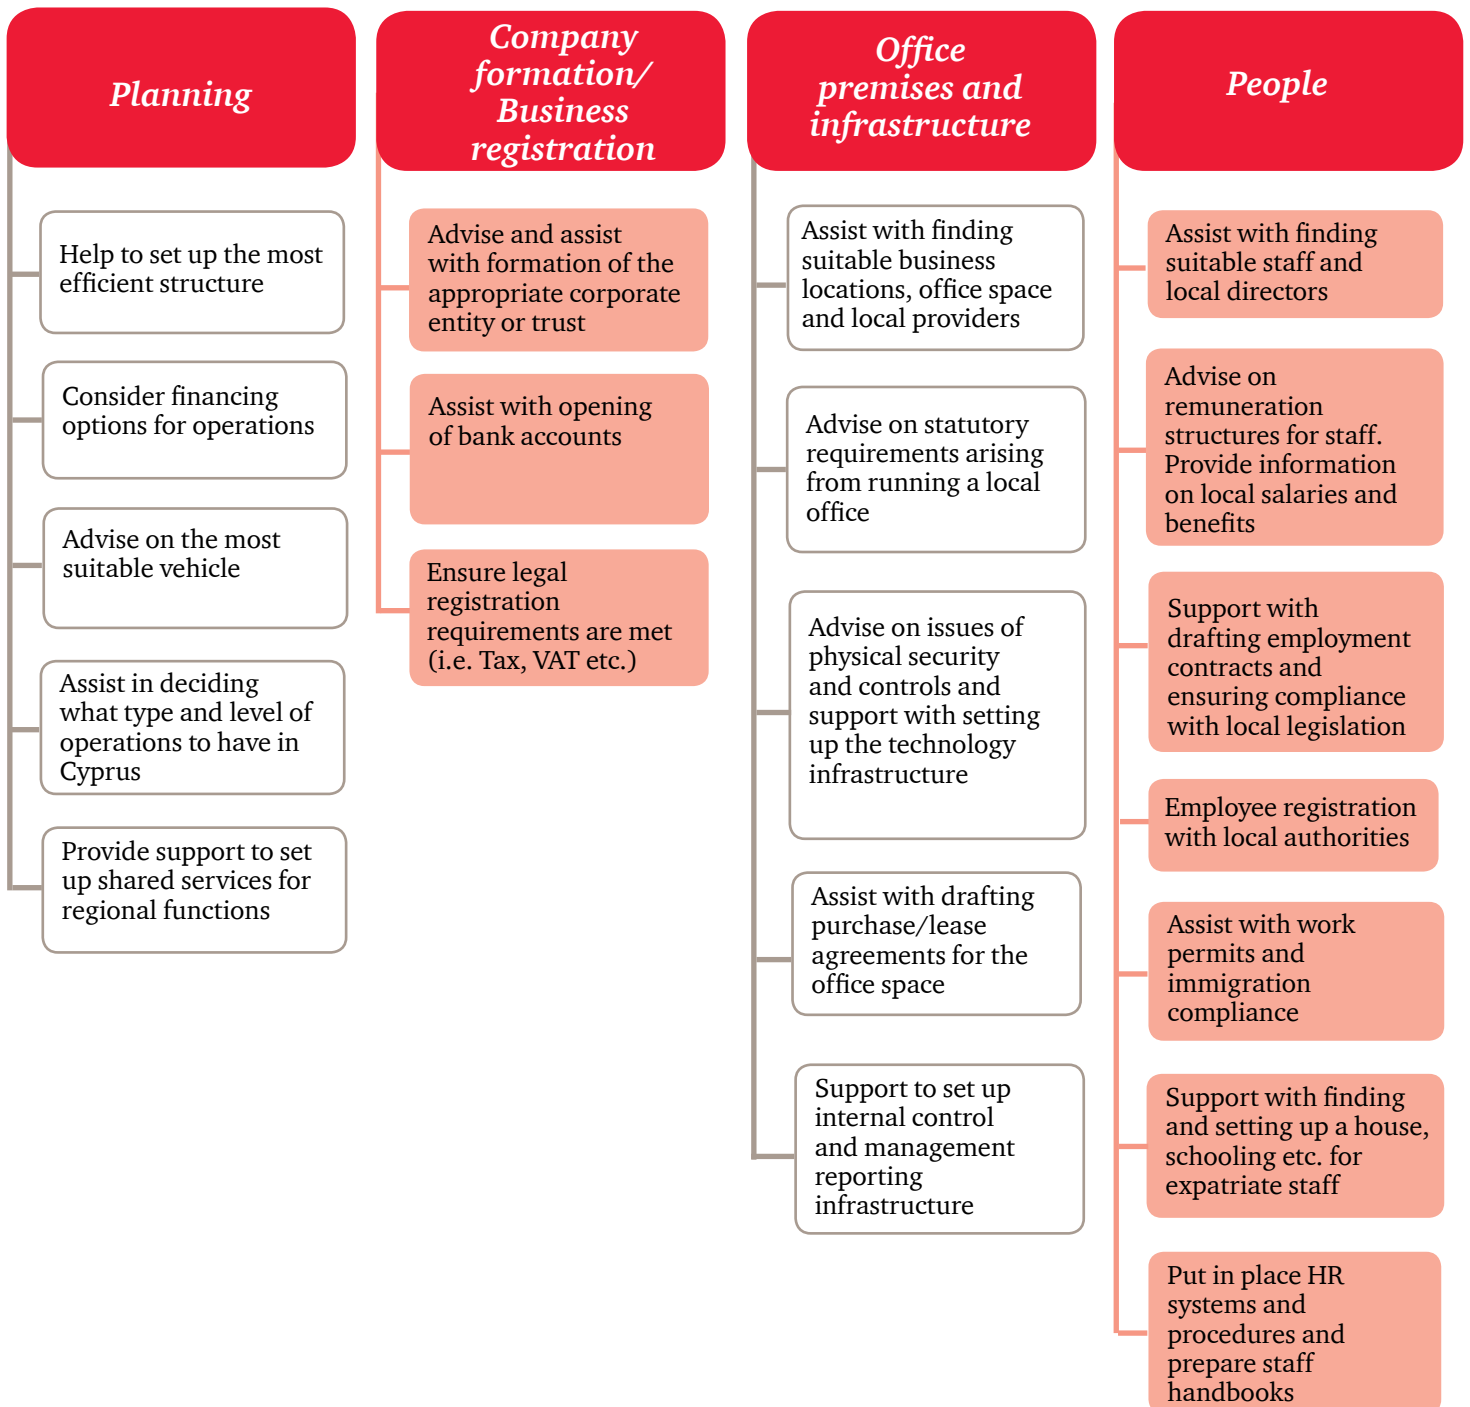 Planning
Help to set up the most
efficient structure
Consider financing
options for operations
Advise on the most
suitable vehicle
Assist in deciding
what type and level of
operations to have in
Cyprus
Provide support to set
up shared services for
regional functions
Company
formation/
Business
registration
Advise and assist
with formation of the
appropriate corporate
entity or trust
Assist with opening
of bank accounts
Ensure legal
registration
requirements are met
(i.e. Tax, VAT etc.)
Office
premises and
infrastructure
Assist with finding
suitable business
locations, office space
and local providers
Advise on statutory
requirements arising
from running a local
office
Advise on issues of
physical security
and controls and
support with setting
up the technology
infrastructure
Assist with drafting
purchase/lease
agreements for the
office space
Support to set up
internal control
and management
reporting
infrastructure
People
Assist with finding
suitable staff and
local directors
Advise on
remuneration
structures for staff.
Provide information
on local salaries and
benefits
Support with
drafting employment
contracts and
ensuring compliance
with local legislation
Employee registration
with local authorities
Assist with work
permits and
immigration
compliance
Support with finding
and setting up a house,
schooling etc. for
expatriate staff
Put in place HR
systems and
procedures and
prepare staff
handbooks